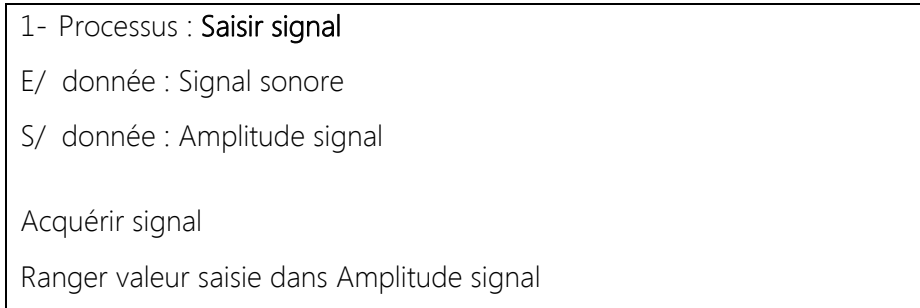 1- Processus : Saisir signal
E/ donnée : Signal sonore
S/ donnée : Amplitude signal
Acquérir signal
Ranger valeur saisie dans Amplitude signal